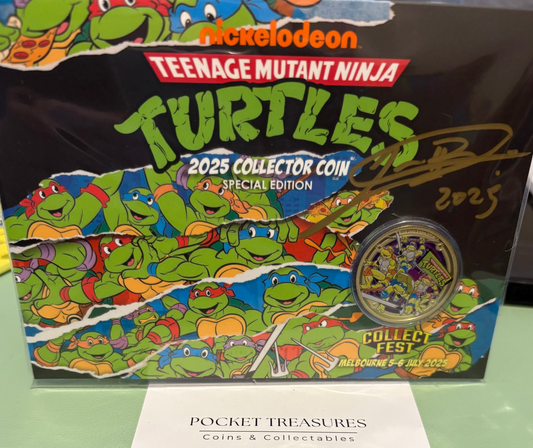 nickelodeon
TEENAGE MUTANT NINJA
TURTLES
2025 COLLECTOR COIN
SPECIAL EDITION
2025
TURTLES
COLLECT
FEST
MELBOURNE 5-6 JULY 2025
POCKET TREASURES
Coins & Collectables